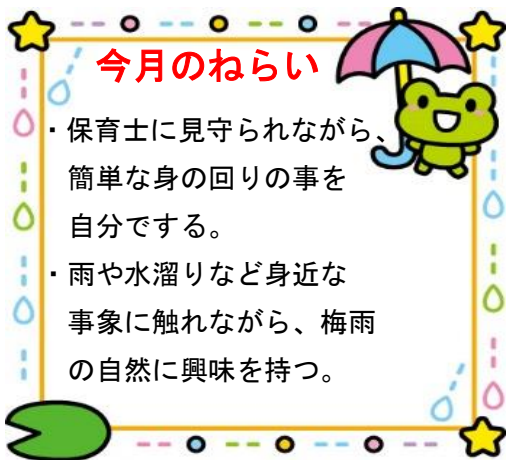 今月のねらい
・保育士に見守られながら、
簡単な身の回りの事を
自分でする。
・雨や水溜りなど身近な
事象に触れながら、梅雨
の自然に興味を持つ。